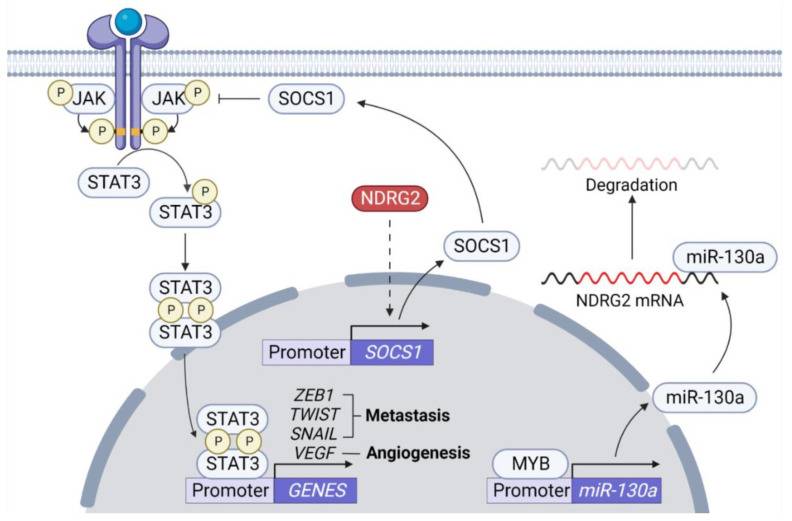 P
JAK
JAK
P
SOCS1
P
P
STAT3
P
STAT3
NDRG2
Degradation
SOCS1
miR-130a
NDRG2 mRNA
STAT3
P P
STAT3
Promoter SOCS1
miR-130a
ZEB1
TWIST
SNAIL
Metastasis
VEGF
Angiogenesis
STAT3
P P
STAT3
Promoter GENES
MYB
Promoter miR-130a